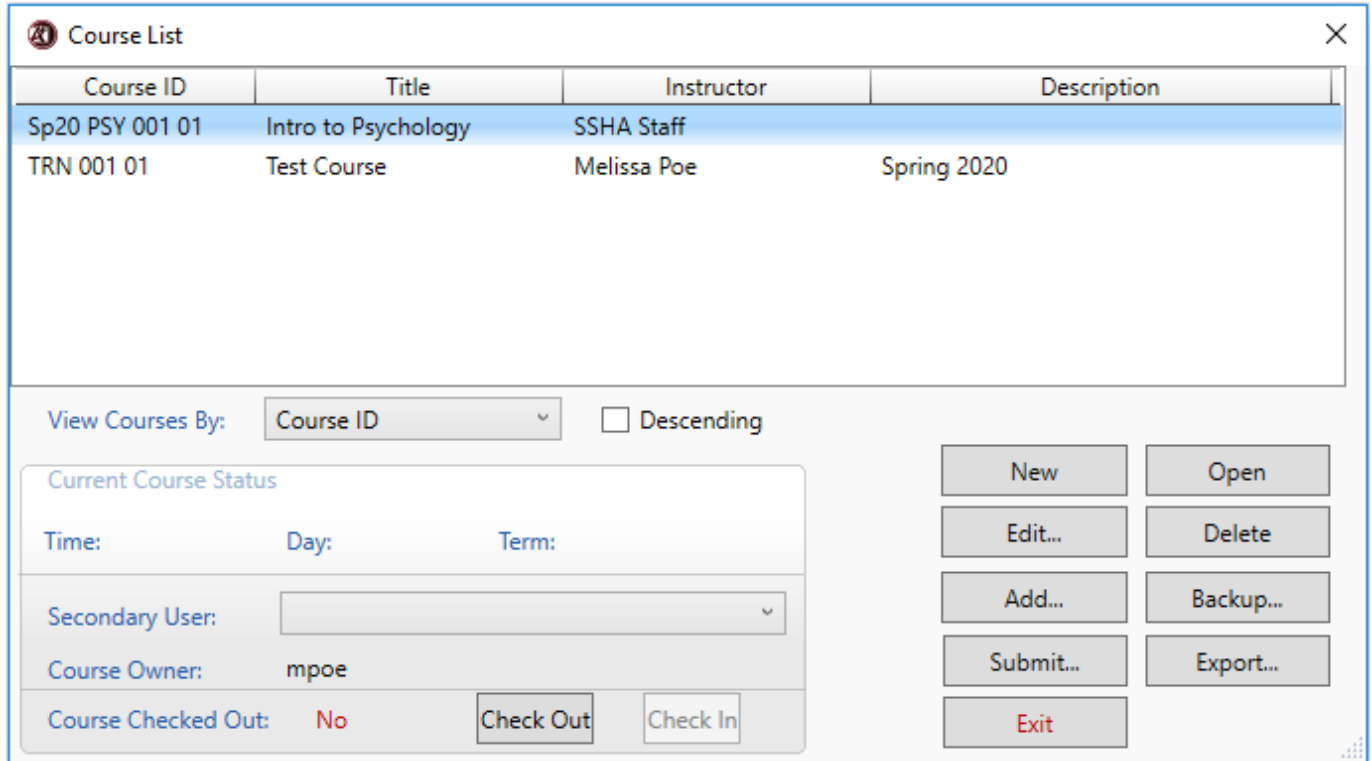 Course List
Course ID Title Instructor Description
Sp20 PSY 001 01 Intro to Psychology SSHA Staff
TRN 001 01 Test Course Melissa Poe Spring 2020
View Courses By: Course ID Descending
Current Course Status
Time: Day: Term:
Secondary User:
Course Owner: mpoe
Course Checked Out: No Check Out Check In
New Open
Edit... Delete
Add... Backup...
Submit... Export...
Exit